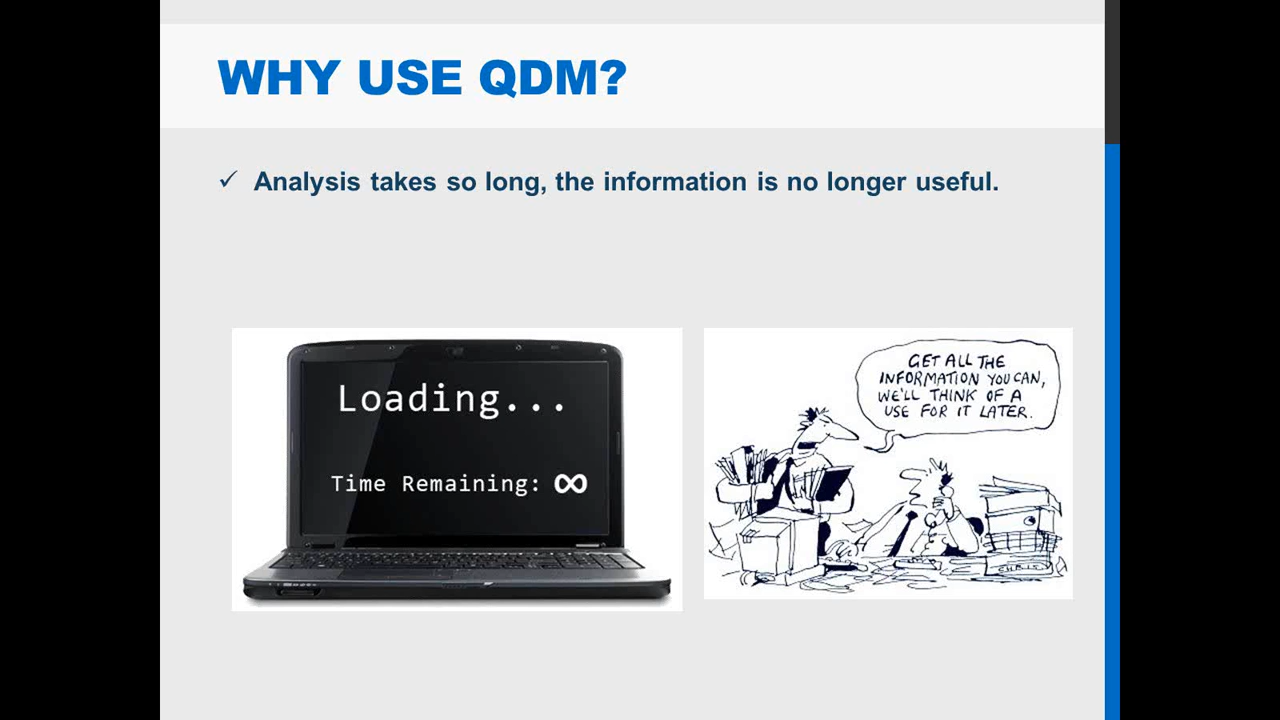 WHY USE QDM?
✓ Analysis takes so long, the information is no longer useful.
Loading...
Time Remaining: ∞
GET ALL THE
INFORMATION YOU CAN,
WE'LL THINK OF A
USE FOR IT LATER.